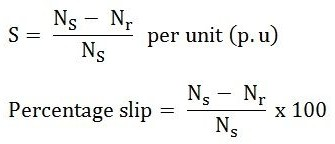 S = (N_S − N_r) / N_S per unit (p.u)
Percentage slip = (N_s − N_r) / N_s x 100